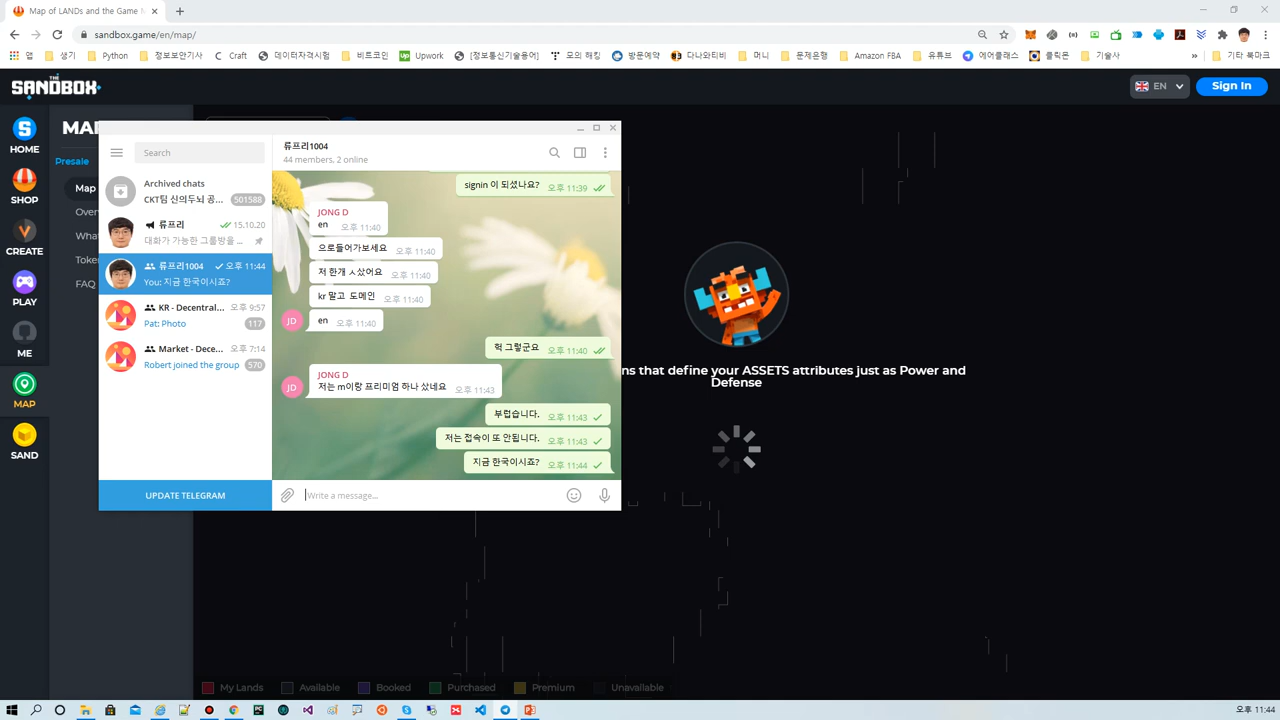 Map of LANDs and the Game M
sandbox.game/en/map/
앱
생기
Python
정보보안기사
Craft
데이터자격시험
비트코인
Upwork
[정보통신기술용어]
모의 해킹
방문예약
다나와티비
머니
문제은행
Amazon FBA
유튜브
에어클래스
클릭온
기술사
»
기타 북마크
THE SANDBOX
EN
Sign In
HOME
SHOP
CREATE
PLAY
ME
MAP
SAND
MAP
Presale
Map
Over
What
Token
FAQ
Search
Archived chats
CKT팀 신의두뇌 공...
501588
류프리
15.10.20
대화가 가능한 그룹방을 ...
류프리1004
오후 11:44
You: 지금 한국이시죠?
KR - Decentral...
오후 9:57
Pat: Photo
117
Market - Dece...
오후 7:14
Robert joined the group
570
UPDATE TELEGRAM
류프리1004
44 members, 2 online
signin 이 되셨나요? 오후 11:39
JONG D
en 오후 11:40
으로들어가보세요 오후 11:40
저 한개 ㅅ샀어요 오후 11:40
kr 말고 도메인 오후 11:40
JD
en 오후 11:40
헉 그렇군요 오후 11:40
JONG D
JD
저는 m이랑 프리미엄 하나 샀네요 오후 11:43
부럽습니다. 오후 11:43
저는 접속이 또 안됩니다. 오후 11:43
지금 한국이시죠? 오후 11:44
Write a message...
ns that define your ASSETS attributes just as Power and
Defense
My Lands
Available
Booked
Purchased
Premium
Unavailable
오후 11:44